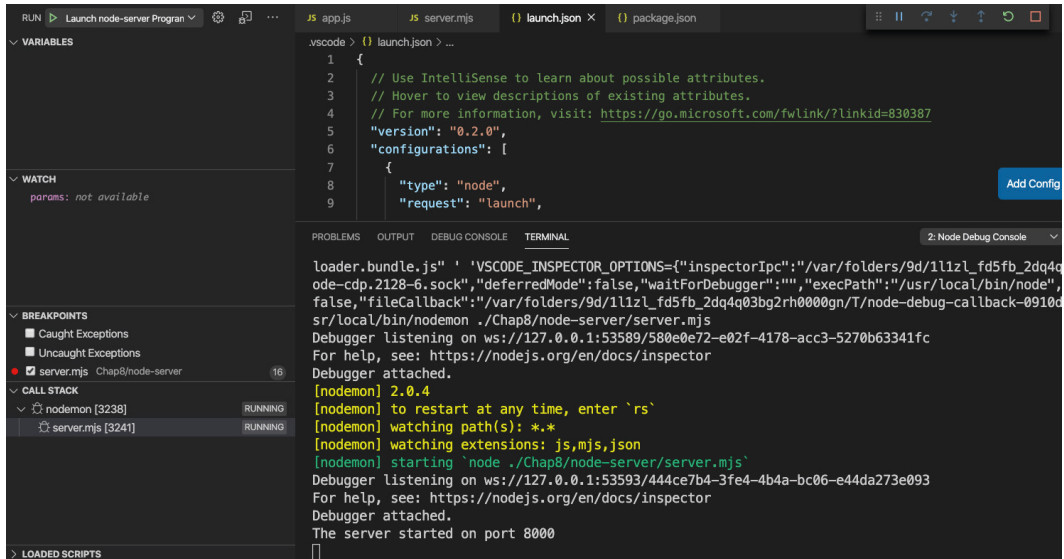 RUN Launch node-server Progran
VARIABLES
WATCH
params: not available
BREAKPOINTS
Caught Exceptions
Uncaught Exceptions
server.mjs Chap8/node-server 16
CALL STACK
nodemon [3238] RUNNING
server.mjs [3241] RUNNING
LOADED SCRIPTS
JS app.js JS server.mjs {} launch.json × {} package.json
.vscode > {} launch.json > ...
1 {
2 // Use IntelliSense to learn about possible attributes.
3 // Hover to view descriptions of existing attributes.
4 // For more information, visit: https://go.microsoft.com/fwlink/?linkid=830387
5 "version": "0.2.0",
6 "configurations": [
7 {
8 "type": "node",
9 "request": "launch",
Add Config
PROBLEMS OUTPUT DEBUG CONSOLE TERMINAL 2: Node Debug Console
loader.bundle.js" ' 'VSCODE_INSPECTOR_OPTIONS={"inspectorIpc":"/var/folders/9d/1l1zl_fd5fb_2dq4q
ode-cdp.2128-6.sock","deferredMode":false,"waitForDebugger":"","execPath":"/usr/local/bin/node",
false,"fileCallback":"/var/folders/9d/1l1zl_fd5fb_2dq4q03bg2rh0000gn/T/node-debug-callback-0910d
sr/local/bin/nodemon ./Chap8/node-server/server.mjs
Debugger listening on ws://127.0.0.1:53589/580e0e72-e02f-4178-acc3-5270b63341fc
For help, see: https://nodejs.org/en/docs/inspector
Debugger attached.
[nodemon] 2.0.4
[nodemon] to restart at any time, enter `rs`
[nodemon] watching path(s): *.*
[nodemon] watching extensions: js,mjs,json
[nodemon] starting `node ./Chap8/node-server/server.mjs`
Debugger listening on ws://127.0.0.1:53593/444ce7b4-3fe4-4b4a-bc06-e44da273e093
For help, see: https://nodejs.org/en/docs/inspector
Debugger attached.
The server started on port 8000